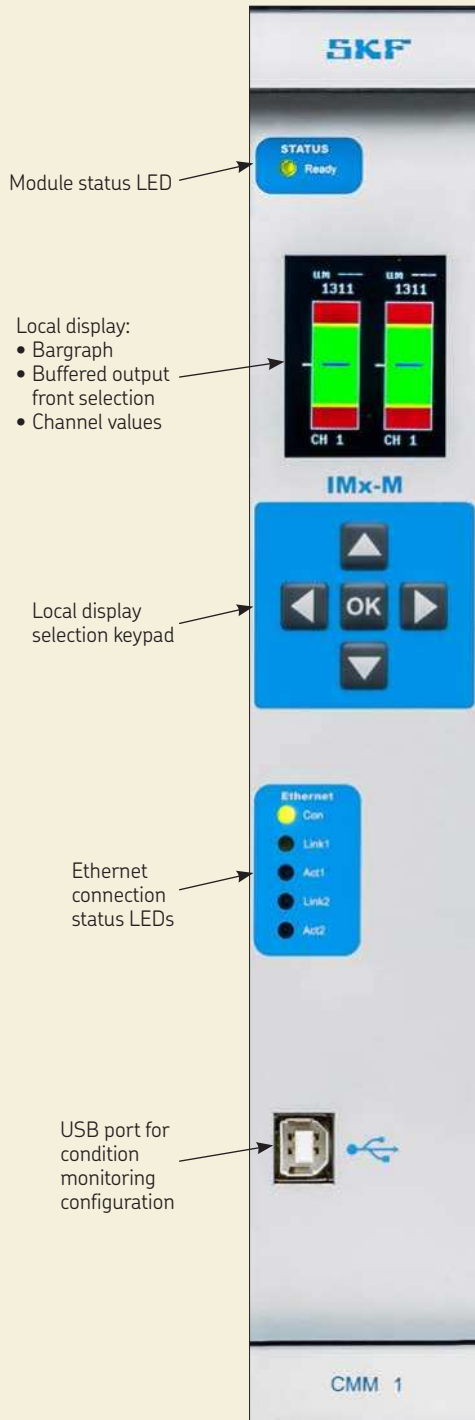 SKF
STATUS
Ready
Module status LED
um --- um ---
1311 1311
Local display:
• Bargraph
• Buffered output
front selection
• Channel values
CH 1 CH 1
IMx-M
OK
Local display
selection keypad
Ethernet
Con
Link1
Act1
Link2
Act2
Ethernet
connection
status LEDs
USB port for
condition
monitoring
configuration
CMM 1